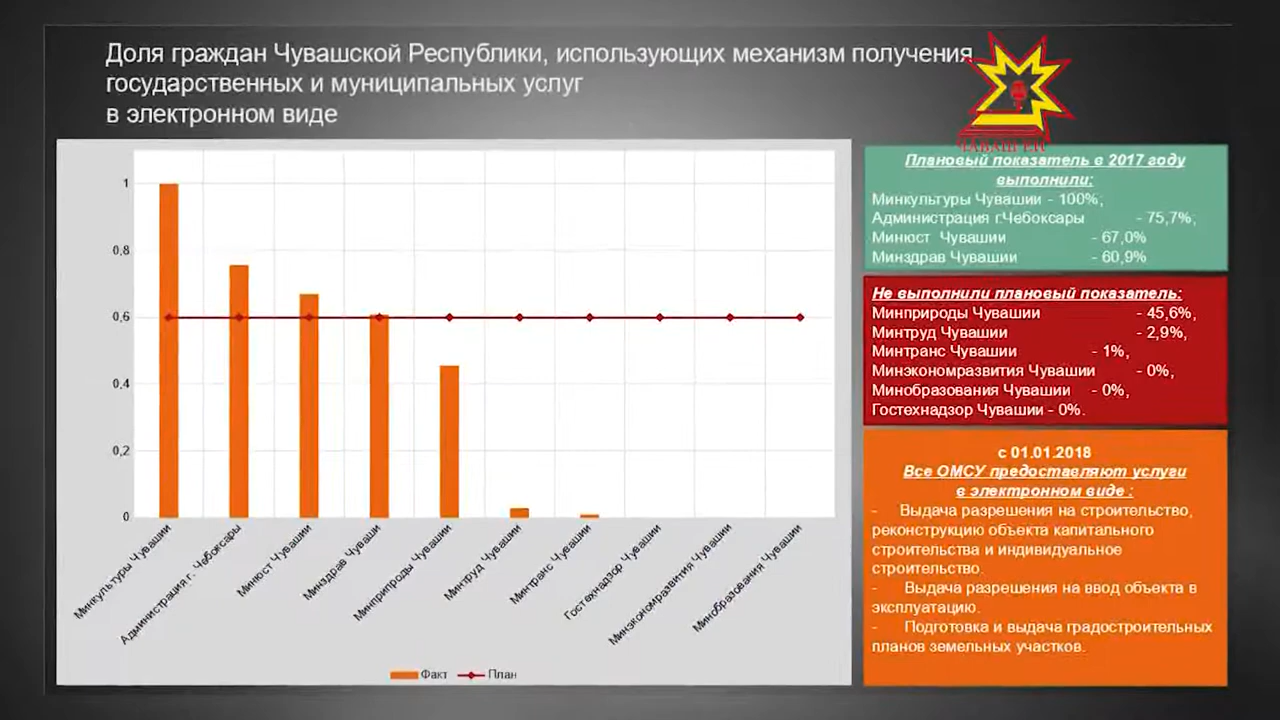 Доля граждан Чувашской Республики, использующих механизм получения
государственных и муниципальных услуг
в электронном виде
ЧӐВАШ ЕН
1
0,8
0,6
0,4
0,2
0
Минкультуры Чувашии
Администрация г. Чебоксары
Минюст Чувашии
Минздрав Чувашии
Минприроды Чувашии
Минтруд Чувашии
Минтранс Чувашии
Гостехнадзор Чувашии
Минэкономразвития Чувашии
Минобразования Чувашии
Факт
План
Плановый показатель в 2017 году
выполнили:
Минкультуры Чувашии - 100%;
Администрация г.Чебоксары - 75,7%;
Минюст Чувашии - 67,0%
Минздрав Чувашии - 60,9%
Не выполнили плановый показатель:
Минприроды Чувашии - 45,6%,
Минтруд Чувашии - 2,9%,
Минтранс Чувашии - 1%,
Минэкономразвития Чувашии - 0%,
Минобразования Чувашии - 0%,
Гостехнадзор Чувашии - 0%.
с 01.01.2018
Все ОМСУ предоставляют услуги
в электронном виде :
- Выдача разрешения на строительство,
реконструкцию объекта капитального
строительства и индивидуальное
строительство.
- Выдача разрешения на ввод объекта в
эксплуатацию.
- Подготовка и выдача градостроительных
планов земельных участков.